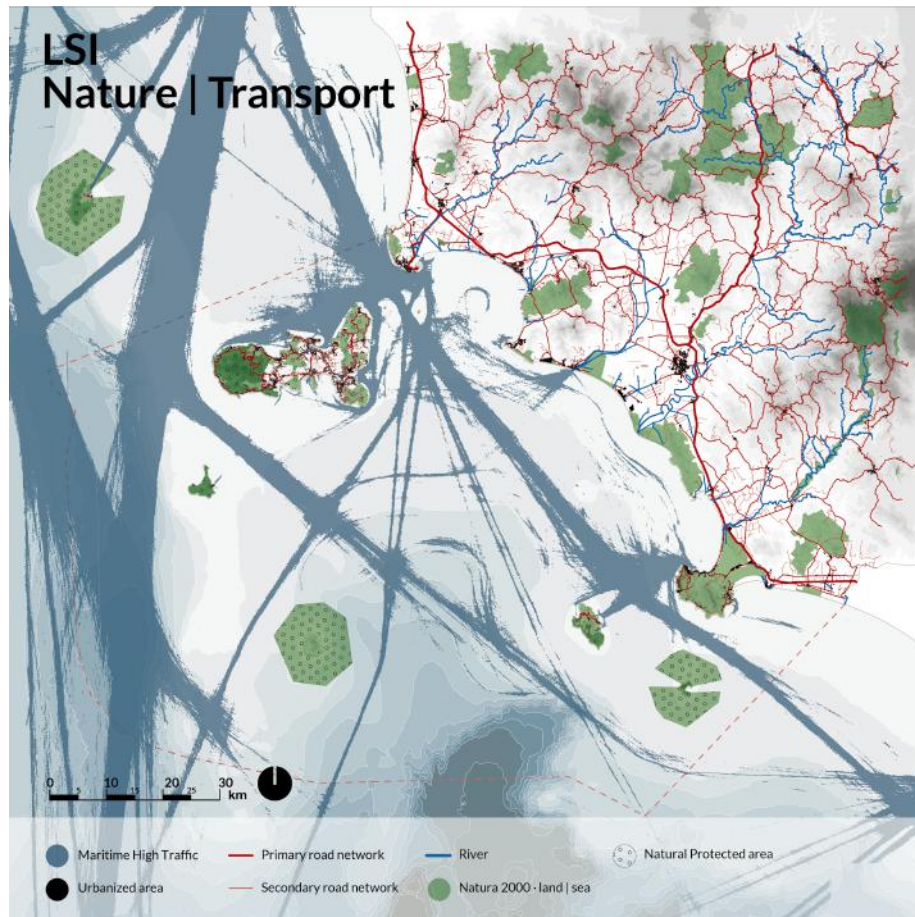 LSI
Nature | Transport
0 10 20 30
5 15 25 km
Maritime High Traffic
Primary road network
River
Natural Protected area
Urbanized area
Secondary road network
Natura 2000 - land | sea